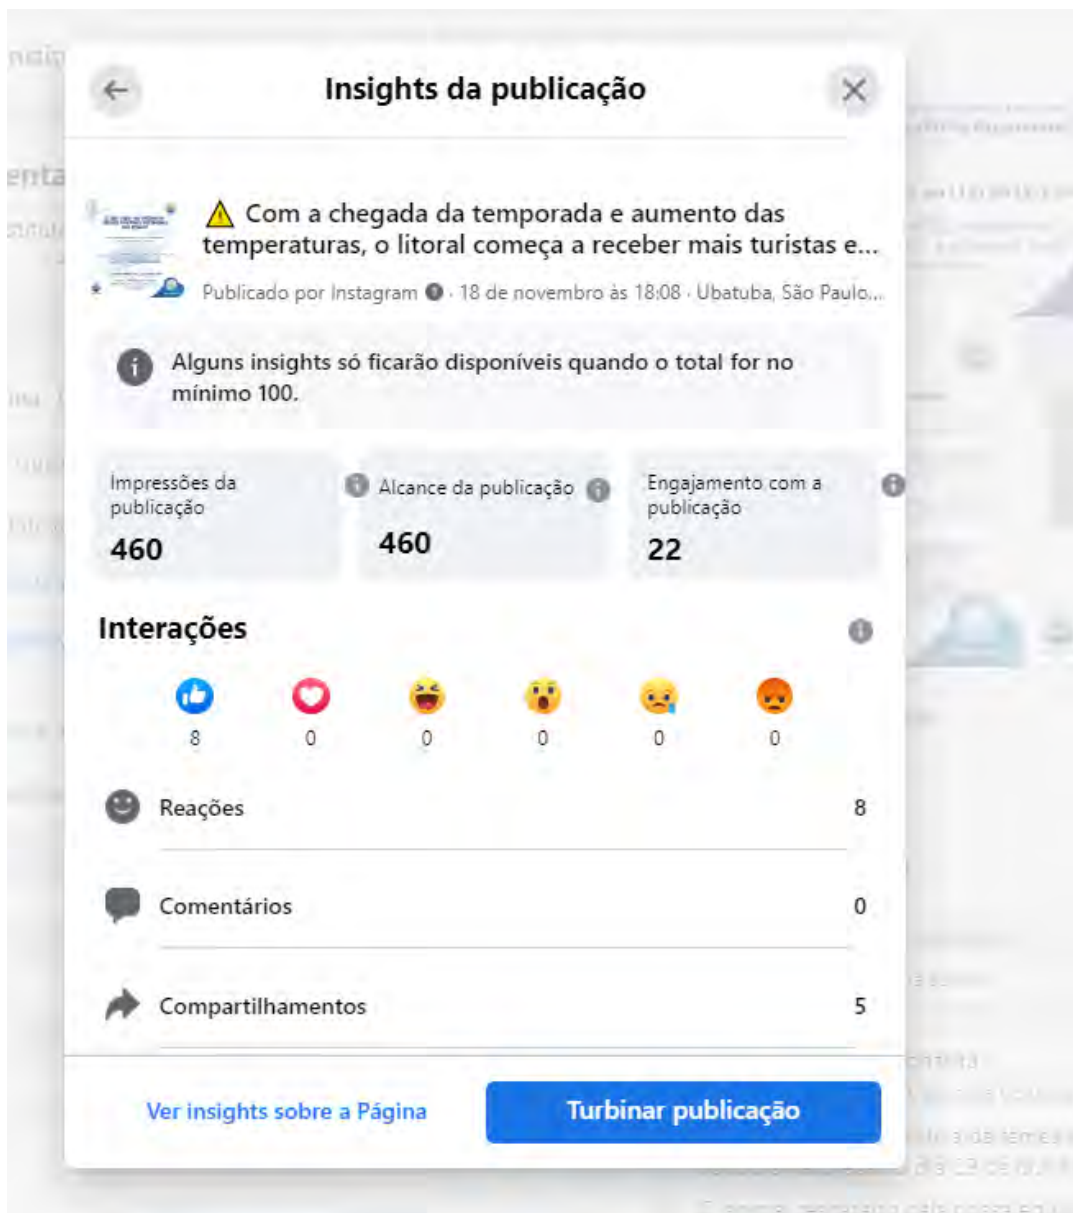 Insights da publicação
⚠ Com a chegada da temporada e aumento das
temperaturas, o litoral começa a receber mais turistas e...
Publicado por Instagram · 18 de novembro às 18:08 · Ubatuba, São Paulo...
Alguns insights só ficarão disponíveis quando o total for no
mínimo 100.
Impressões da
publicação
460
Alcance da publicação
460
Engajamento com a
publicação
22
Interações
8 0 0 0 0 0
Reações 8
Comentários 0
Compartilhamentos 5
Ver insights sobre a Página
Turbinar publicação